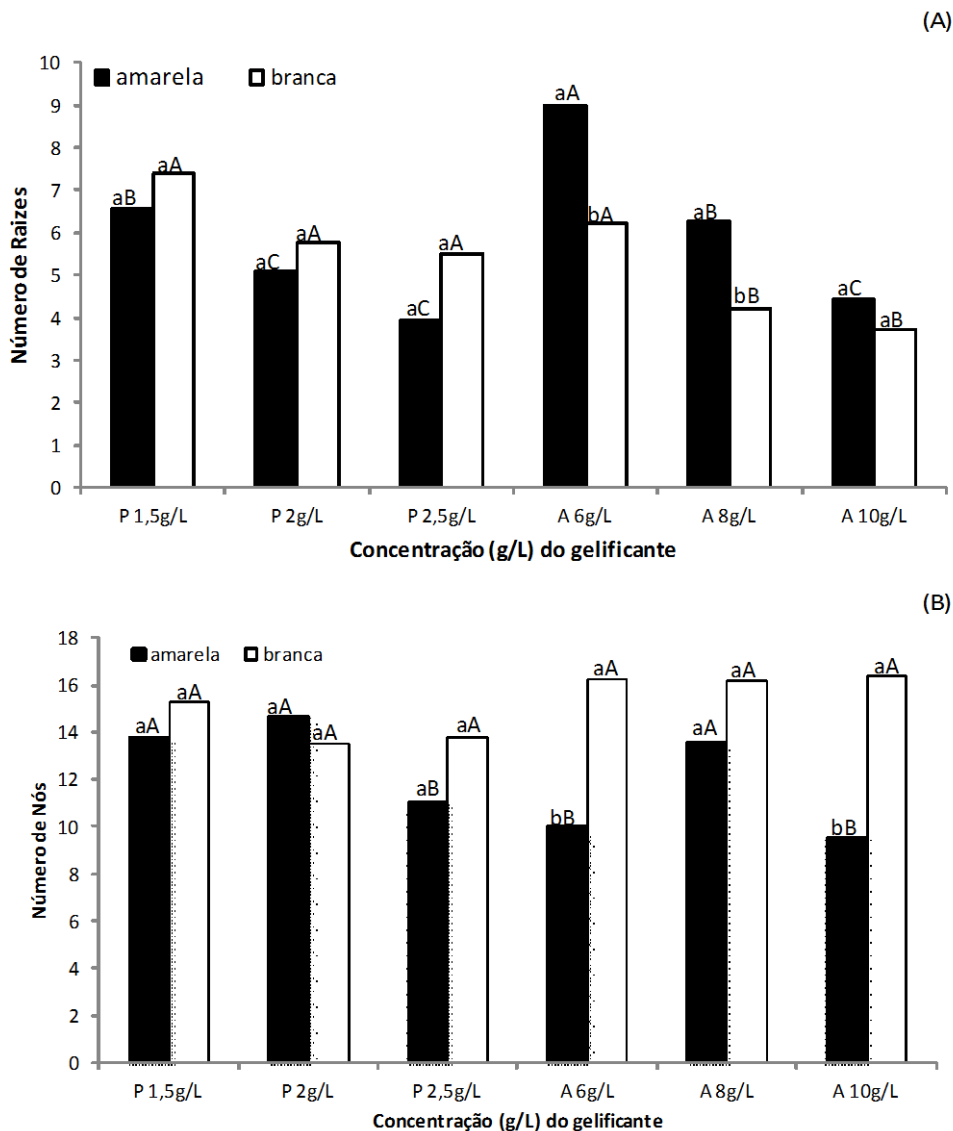 (A)
10
9
8
7
6
5
4
3
2
1
0
Número de Raizes
amarela branca
aB aA
aC aA
aC aA
aA bA
aB bB
aC aB
P 1,5g/L P 2g/L P 2,5g/L A 6g/L A 8g/L A 10g/L
Concentração (g/L) do gelificante
(B)
18
16
14
12
10
8
6
4
2
0
Número de Nós
amarela branca
aA aA
aA aA
aB aA
bB aA
aA aA
bB aA
P 1,5g/L P 2g/L P 2,5g/L A 6g/L A 8g/L A 10g/L
Concentração (g/L) do gelificante